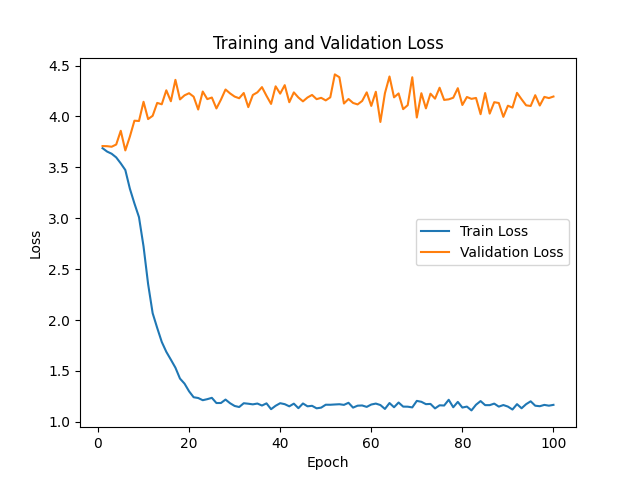 Training and Validation Loss
4.5
4.0
3.5
3.0
2.5
2.0
1.5
1.0
Loss
Train Loss
Validation Loss
0 20 40 60 80 100
Epoch